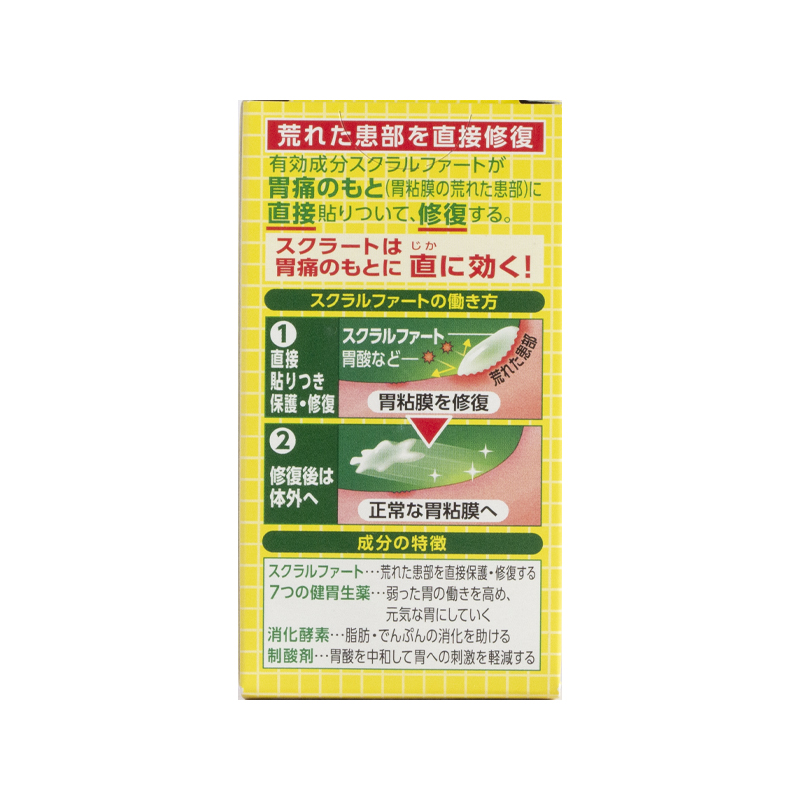 荒れた患部を直接修復
有効成分スクラルファートが
胃痛のもと(胃粘膜の荒れた患部)に
直接貼りついて、修復する。
スクラートは
胃痛のもとに
じか
直に効く!
スクラルファートの働き方
1
直接
貼りつき
保護・修復
スクラルファート
胃酸など
荒れた患部
胃粘膜を修復
2
修復後は
体外へ
正常な胃粘膜へ
成分の特徴
スクラルファート…荒れた患部を直接保護・修復する
7つの健胃生薬…弱った胃の働きを高め、
元気な胃にしていく
消化酵素…脂肪・でんぷんの消化を助ける
制酸剤…胃酸を中和して胃への刺激を軽減する